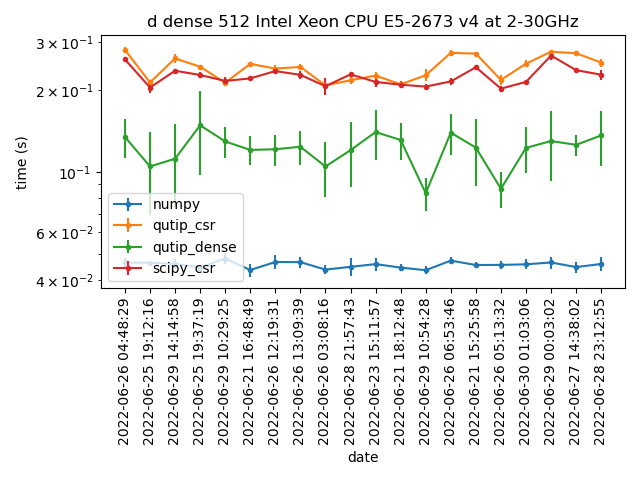 d dense 512 Intel Xeon CPU E5-2673 v4 at 2-30GHz
time (s)
3 × 10⁻¹
2 × 10⁻¹
10⁻¹
6 × 10⁻²
4 × 10⁻²
numpy
qutip_csr
qutip_dense
scipy_csr
2022-06-26 04:48:29
2022-06-25 19:12:16
2022-06-29 14:14:58
2022-06-25 19:37:19
2022-06-29 10:29:25
2022-06-21 16:48:49
2022-06-26 12:19:31
2022-06-26 13:09:39
2022-06-26 03:08:16
2022-06-28 21:57:43
2022-06-23 15:11:57
2022-06-21 18:12:48
2022-06-29 10:54:28
2022-06-26 06:53:46
2022-06-21 15:25:58
2022-06-26 05:13:32
2022-06-30 01:03:06
2022-06-29 00:03:02
2022-06-27 14:38:02
2022-06-28 23:12:55
date